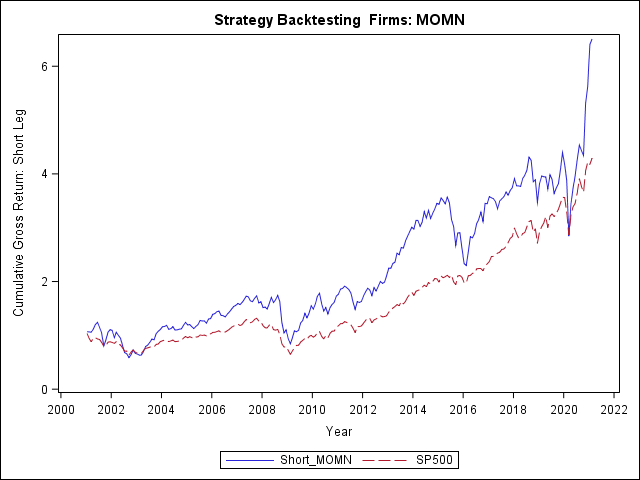 Strategy Backtesting  Firms: MOMN
Cumulative Gross Return: Short Leg
6
4
2
0
2000 2002 2004 2006 2008 2010 2012 2014 2016 2018 2020 2022
Year
Short_MOMN SP500